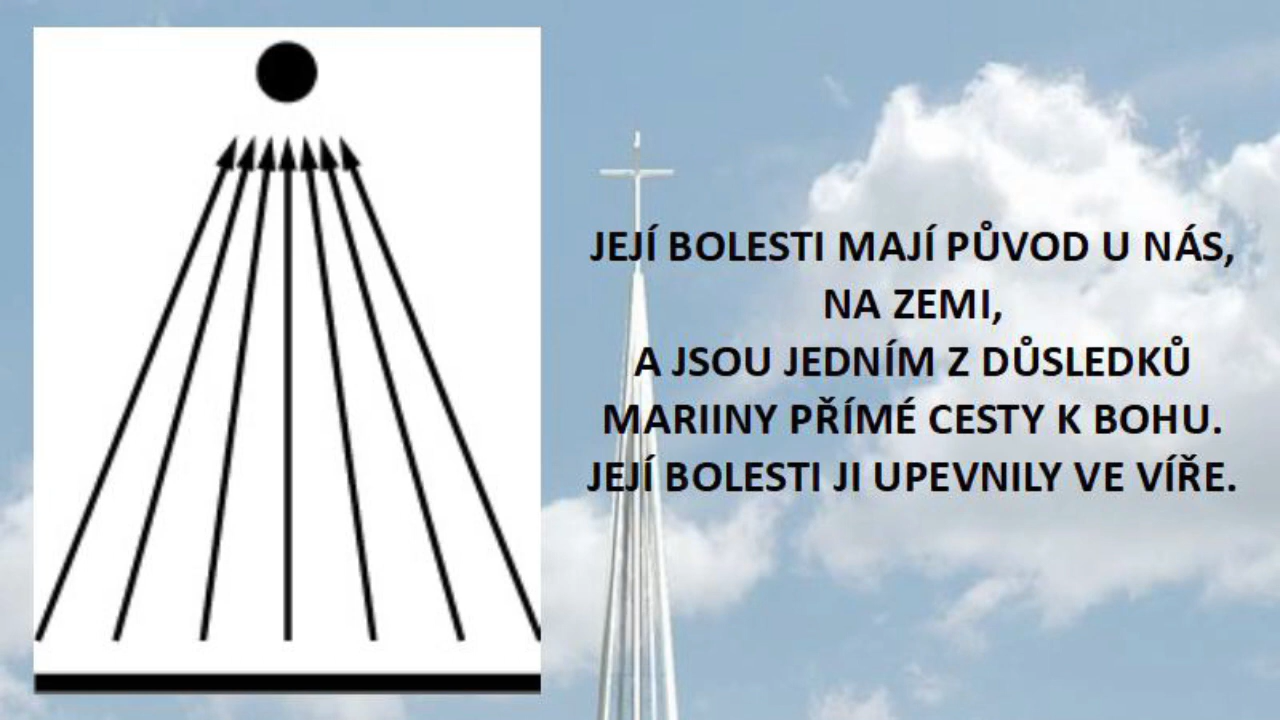 JEJÍ BOLESTI MAJÍ PŮVOD U NÁS,
NA ZEMI,
A JSOU JEDNÍM Z DŮSLEDKŮ
MARIINY PŘÍMÉ CESTY K BOHU.
JEJÍ BOLESTI JI UPEVNILY VE VÍŘE.